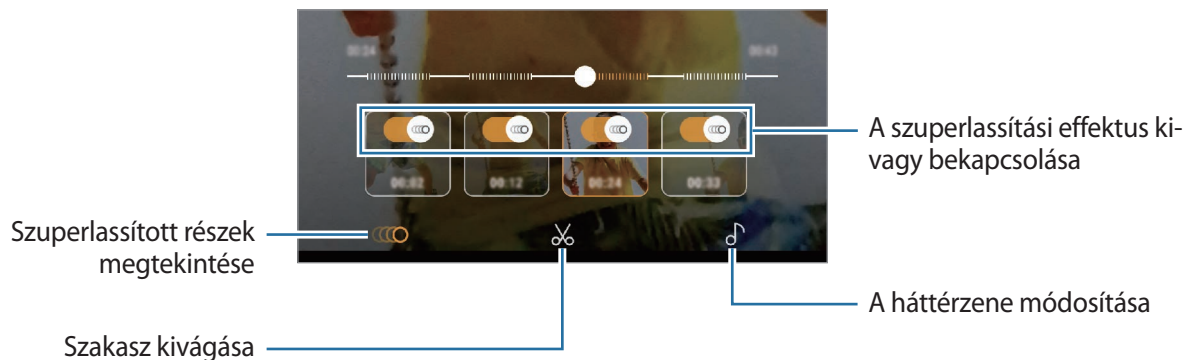 00:24
00:43
00:02
00:12
00:24
00:33
A szuperlassítási effektus ki-
vagy bekapcsolása
Szuperlassított részek
megtekintése
A háttérzene módosítása
Szakasz kivágása